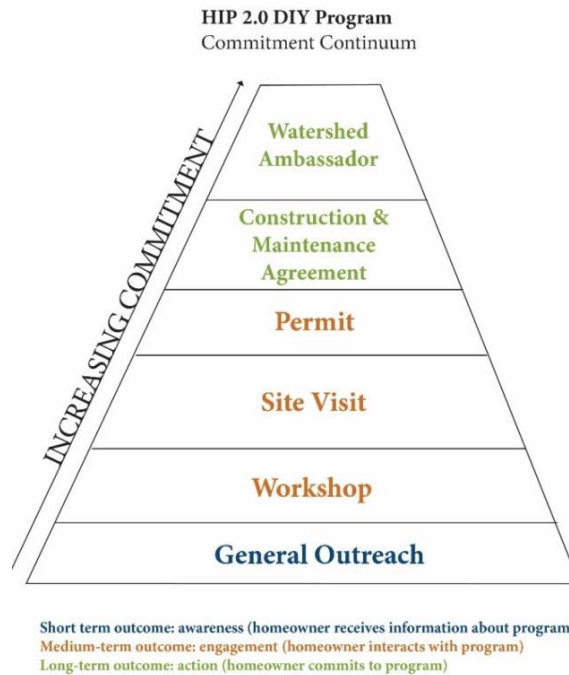 HIP 2.0 DIY Program
Commitment Continuum
INCREASING COMMITMENT
Watershed
Ambassador
Construction &
Maintenance
Agreement
Permit
Site Visit
Workshop
General Outreach
Short term outcome: awareness (homeowner receives information about program
Medium-term outcome: engagement (homeowner interacts with program)
Long-term outcome: action (homeowner commits to program)